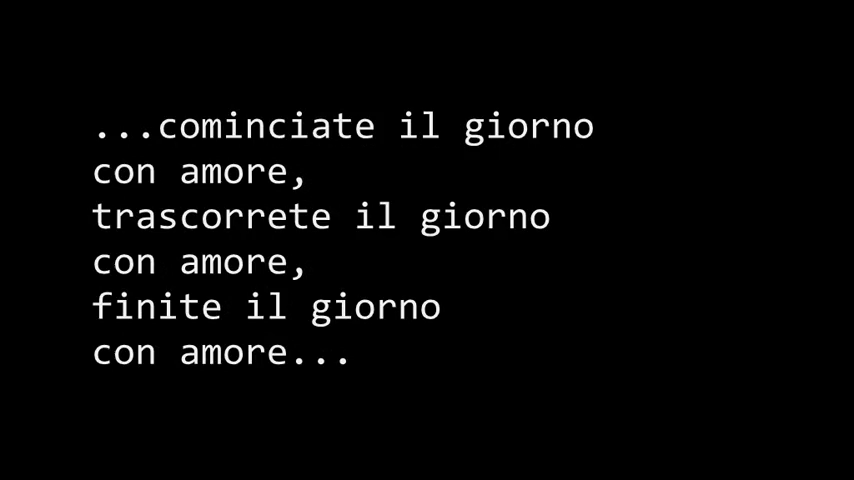 ...cominciate il giorno
con amore,
trascorrete il giorno
con amore,
finite il giorno
con amore...